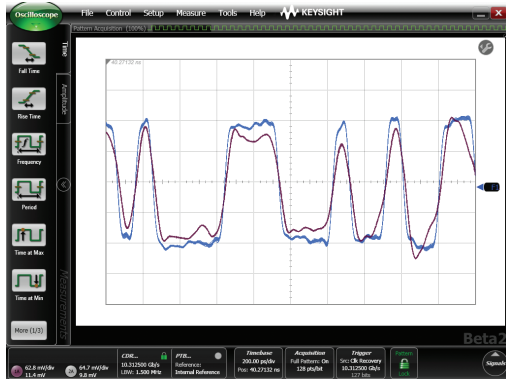 Oscilloscope
File Control Setup Measure Tools Help
KEYSIGHT
Pattern Acquisition (100%)
Time
Amplitude
Fall Time
Rise Time
Frequency
Period
Time at Max
Time at Min
More (1/3)
Measurements
40.27132 ns
Beta2
62.8 mV/div
11.4 mV
64.7 mV/div
9.8 mV
CDR...
10.312500 Gb/s
LBW: 1.500 MHz
PTB...
Reference:
Internal Reference
Timebase
200.00 ps/div
Pos: 40.27132 ns
Acquisition
Full Pattern: On
128 pts/bit
Trigger
Src: Clk Recovery
10.312500 Gb/s
127 bits
Pattern
Lock
Signals